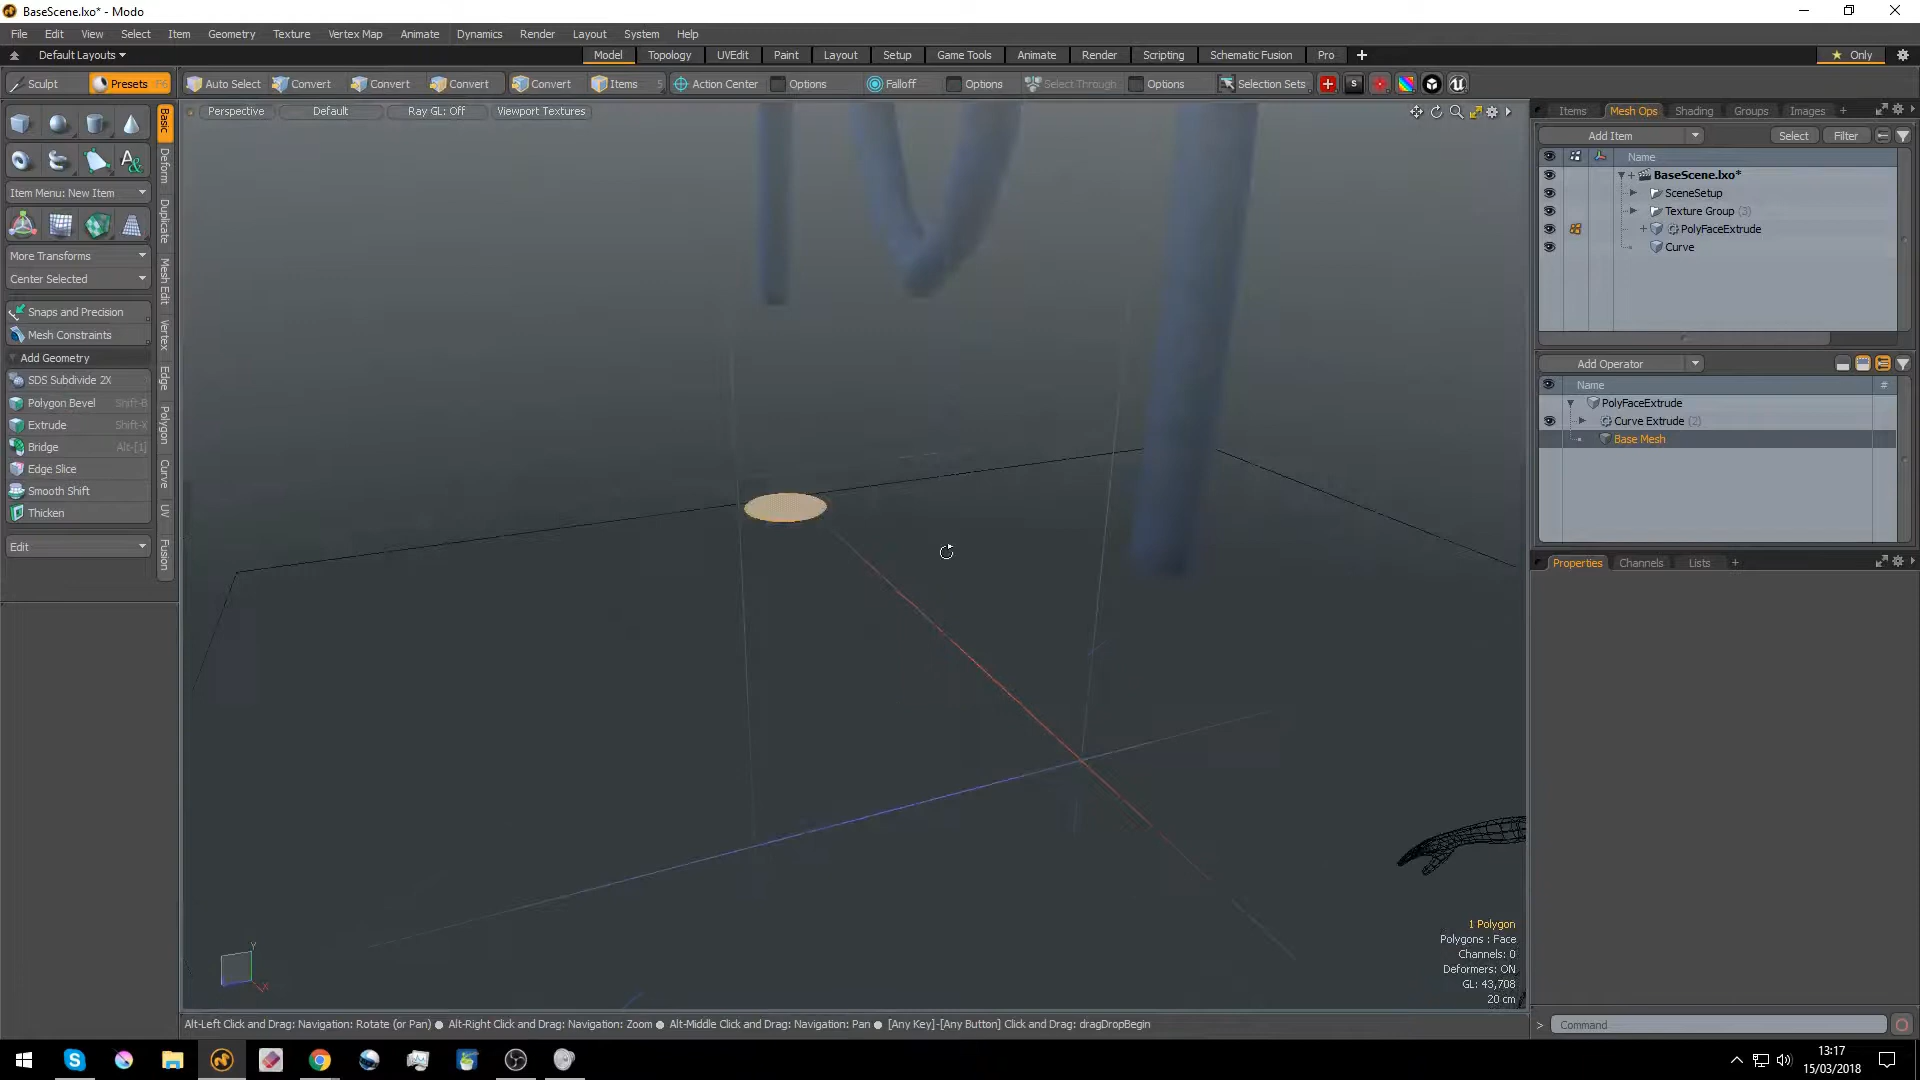 BaseScene.lxo* - Modo
File Edit View Select Item Geometry Texture Vertex Map Animate Dynamics Render Layout System Help
Default Layouts Model Topology UVEdit Paint Layout Setup Game Tools Animate Render Scripting Schematic Fusion Pro Only
Sculpt Presets F6 Auto Select Convert Convert Convert Convert Items 5 Action Center Options Falloff Options Select Through Options Selection Sets
Perspective Default Ray GL: Off Viewport Textures
Items Mesh Ops Shading Groups Images
Add Item Select Filter
Name
BaseScene.lxo*
SceneSetup
Texture Group (3)
PolyFaceExtrude
Curve
Add Operator
Name #
PolyFaceExtrude
Curve Extrude (2)
Base Mesh
Properties Channels Lists
Item Menu: New Item
More Transforms
Center Selected
Snaps and Precision
Mesh Constraints
Add Geometry
SDS Subdivide 2X
Polygon Bevel Shift-B
Extrude Shift-X
Bridge Alt-[1]
Edge Slice
Smooth Shift
Thicken
Edit
Basic
Deform
Duplicate
Mesh Edit
Vertex
Edge
Polygon
Curve
UV
Fusion
1 Polygon
Polygons : Face
Channels: 0
Deformers: ON
GL: 43,708
20 cm
Y
X
Alt-Left Click and Drag: Navigation: Rotate (or Pan) ● Alt-Right Click and Drag: Navigation: Zoom ● Alt-Middle Click and Drag: Navigation: Pan ● [Any Key]-[Any Button] Click and Drag: dragDropBegin
Command
13:17
15/03/2018